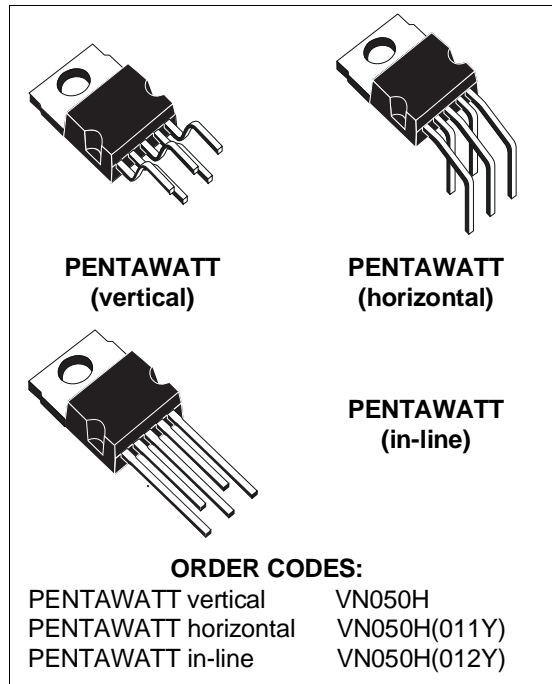 PENTAWATT
(vertical)
PENTAWATT
(horizontal)
PENTAWATT
(in-line)
ORDER CODES:
PENTAWATT vertical VN050H
PENTAWATT horizontal VN050H(011Y)
PENTAWATT in-line VN050H(012Y)